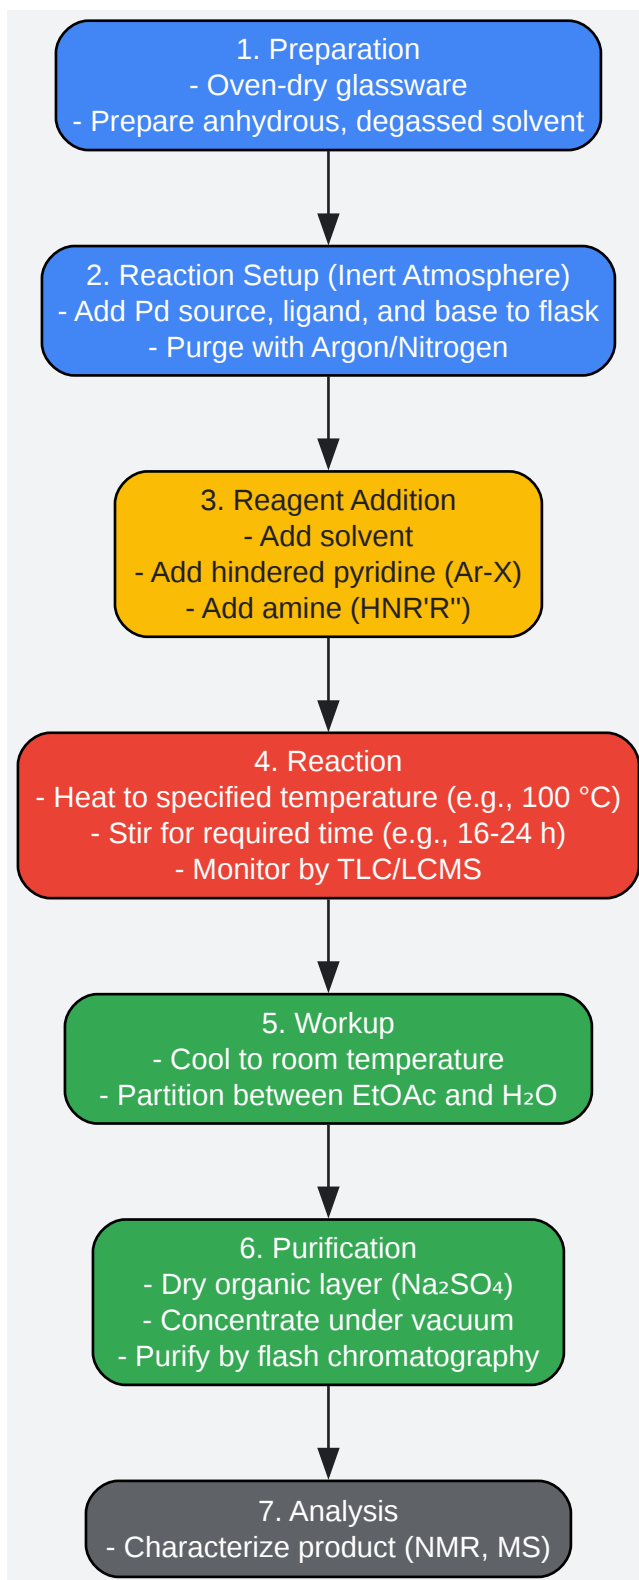 1. Preparation
- Oven-dry glassware
- Prepare anhydrous, degassed solvent
2. Reaction Setup (Inert Atmosphere)
- Add Pd source, ligand, and base to flask
- Purge with Argon/Nitrogen
3. Reagent Addition
- Add solvent
- Add hindered pyridine (Ar-X)
- Add amine (HNR'R'')
4. Reaction
- Heat to specified temperature (e.g., 100 °C)
- Stir for required time (e.g., 16-24 h)
- Monitor by TLC/LCMS
5. Workup
- Cool to room temperature
- Partition between EtOAc and H₂O
6. Purification
- Dry organic layer (Na₂SO₄)
- Concentrate under vacuum
- Purify by flash chromatography
7. Analysis
- Characterize product (NMR, MS)